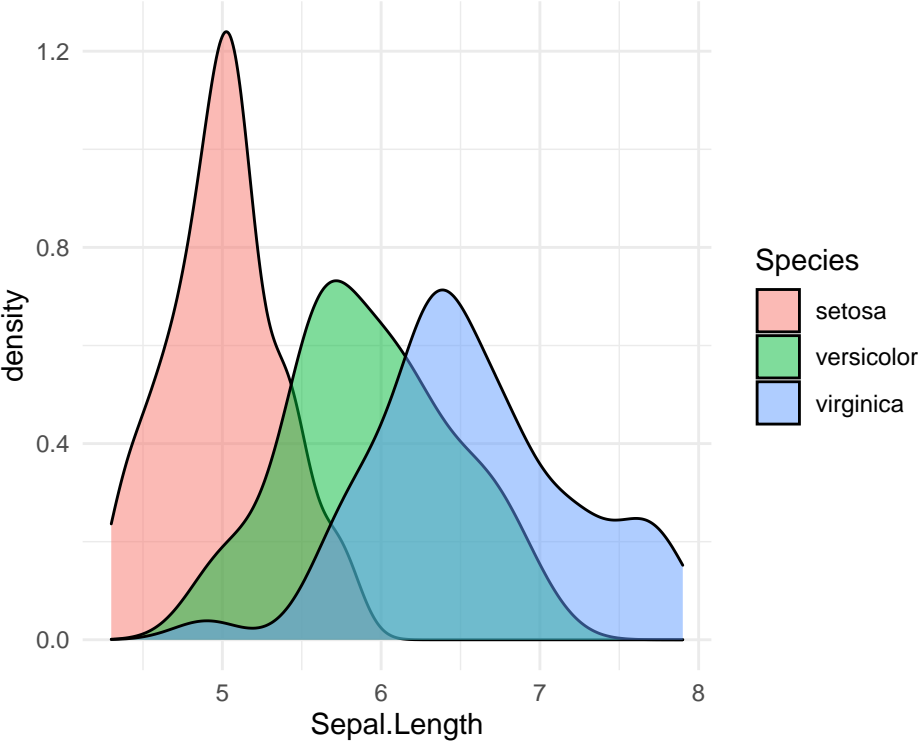 1.2
0.8
0.4
0.0
density
5 6 7 8
Sepal.Length
Species
setosa
versicolor
virginica